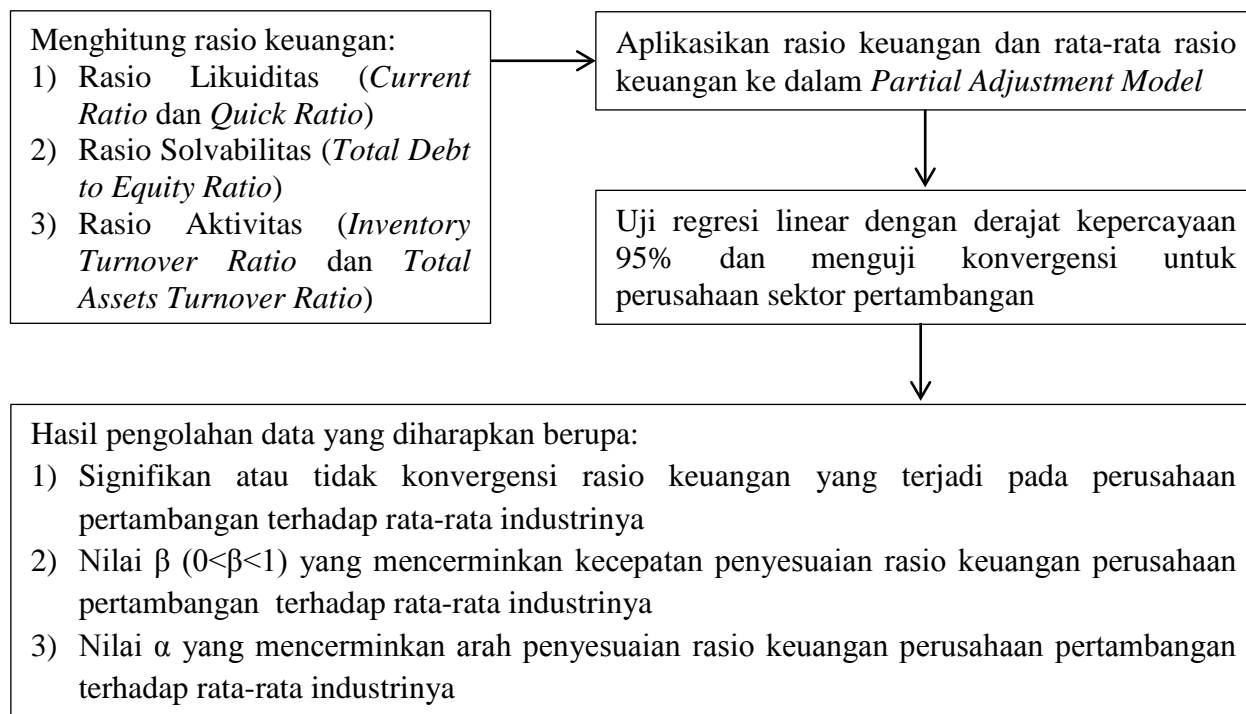 Menghitung rasio keuangan:
1) Rasio Likuiditas (Current
Ratio dan Quick Ratio)
2) Rasio Solvabilitas (Total Debt
to Equity Ratio)
3) Rasio Aktivitas (Inventory
Turnover Ratio dan Total
Assets Turnover Ratio)
Aplikasikan rasio keuangan dan rata-rata rasio
keuangan ke dalam Partial Adjustment Model
Uji regresi linear dengan derajat kepercayaan
95% dan menguji konvergensi untuk
perusahaan sektor pertambangan
Hasil pengolahan data yang diharapkan berupa:
1) Signifikan atau tidak konvergensi rasio keuangan yang terjadi pada perusahaan
pertambangan terhadap rata-rata industrinya
2) Nilai β (0<β<1) yang mencerminkan kecepatan penyesuaian rasio keuangan perusahaan
pertambangan terhadap rata-rata industrinya
3) Nilai α yang mencerminkan arah penyesuaian rasio keuangan perusahaan pertambangan
terhadap rata-rata industrinya